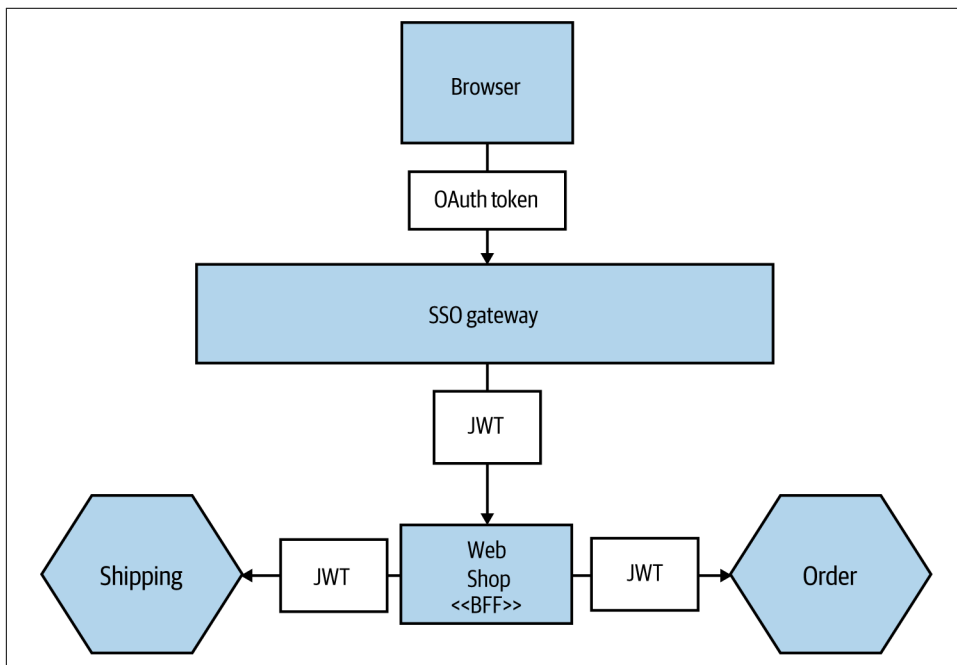 Browser
OAuth token
SSO gateway
JWT
Shipping
JWT
Web
Shop
<<BFF>>
JWT
Order